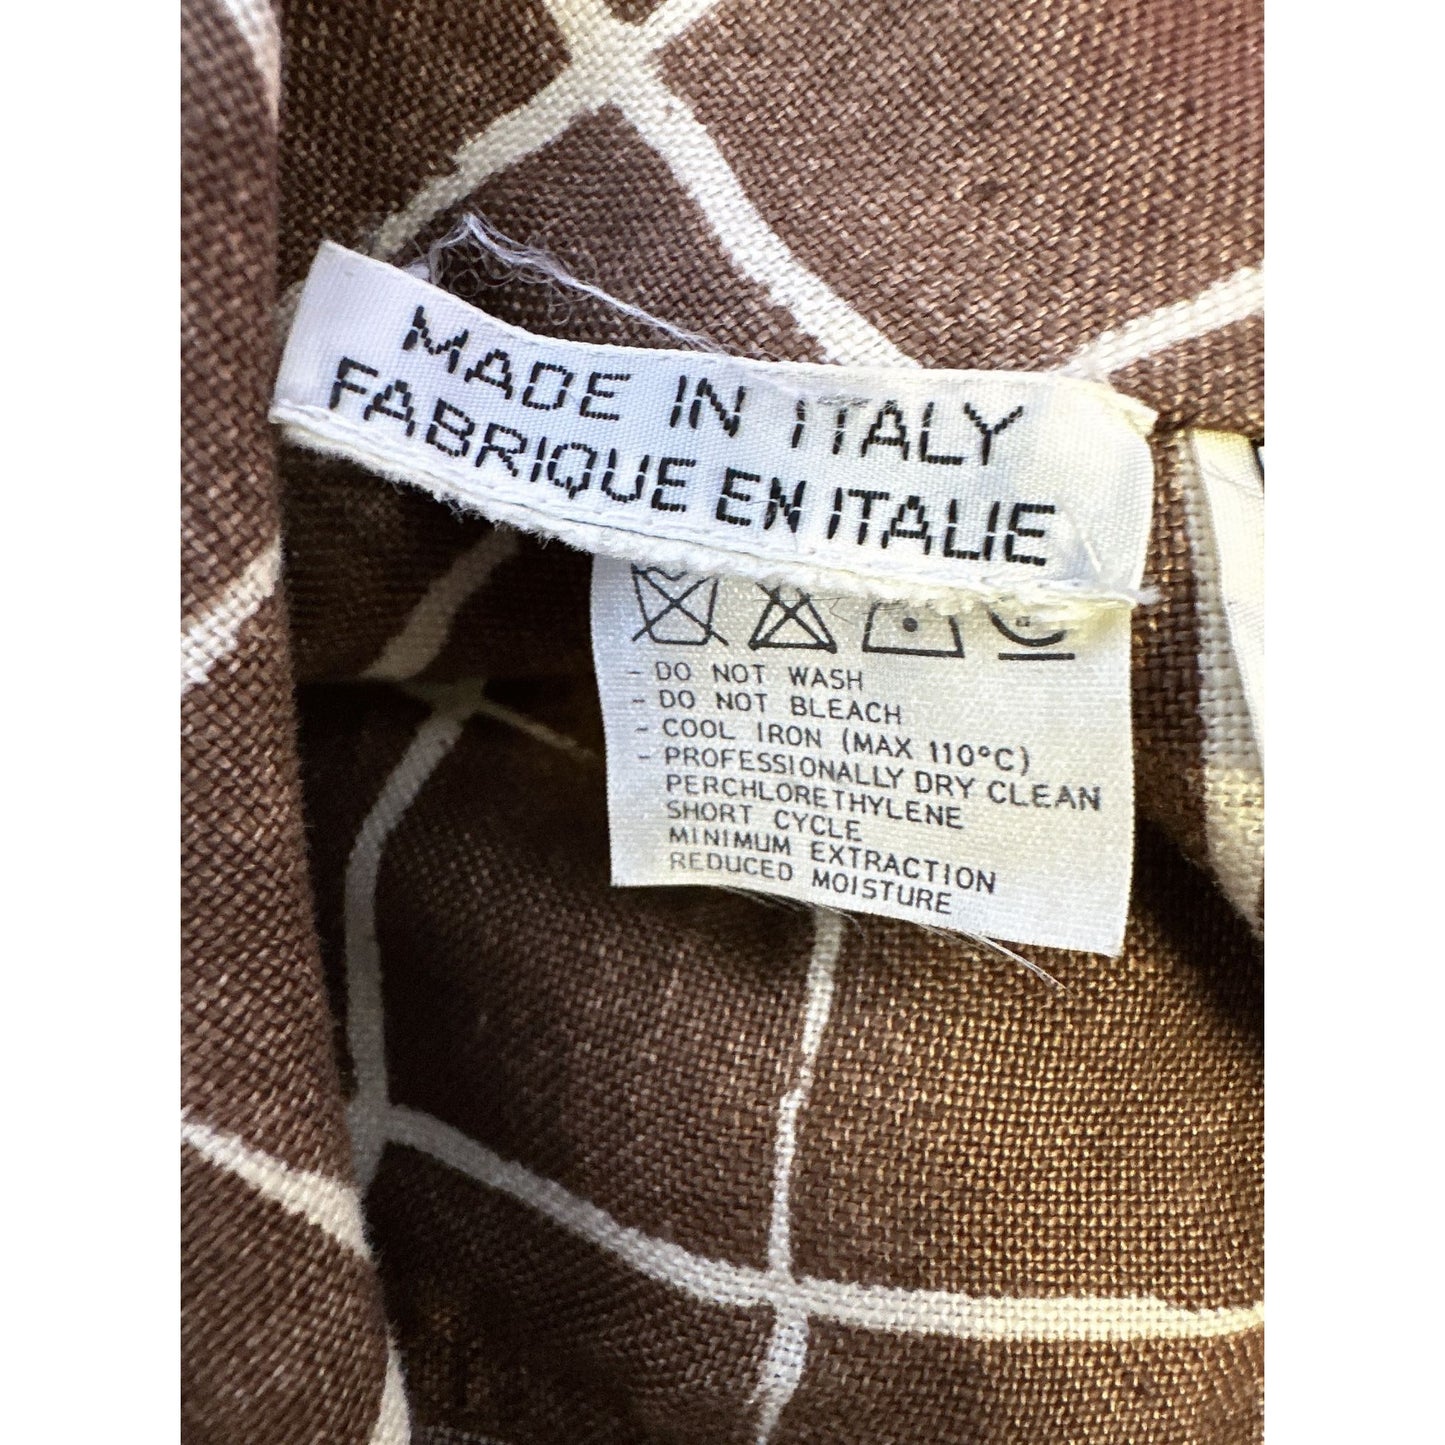 MADE IN ITALY
FABRIQUE EN ITALIE
- DO NOT WASH
- DO NOT BLEACH
- COOL IRON (MAX 110°C)
- PROFESSIONALLY DRY CLEAN
PERCHLORETHYLENE
SHORT CYCLE
MINIMUM EXTRACTION
REDUCED MOISTURE